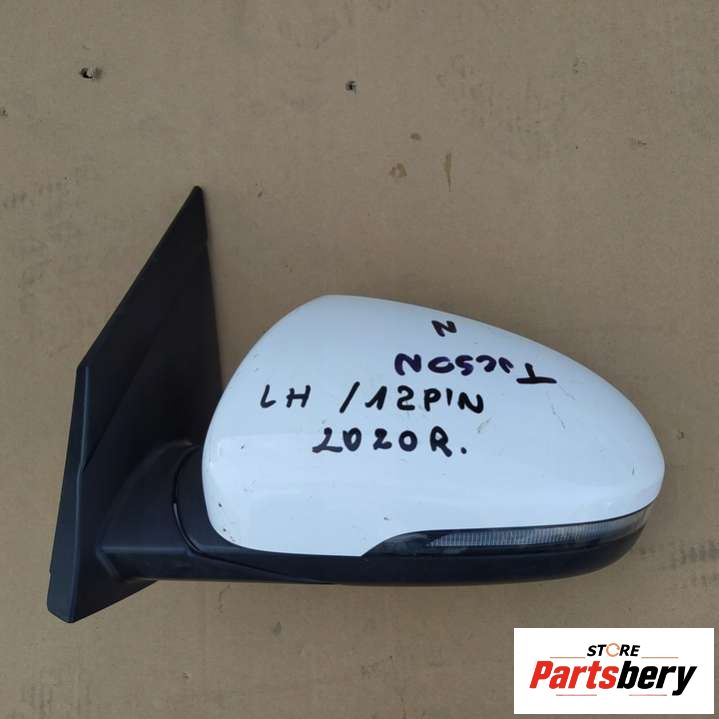 N
TUCSON
LH / 12PIN
2020R.
STORE
Partsbery